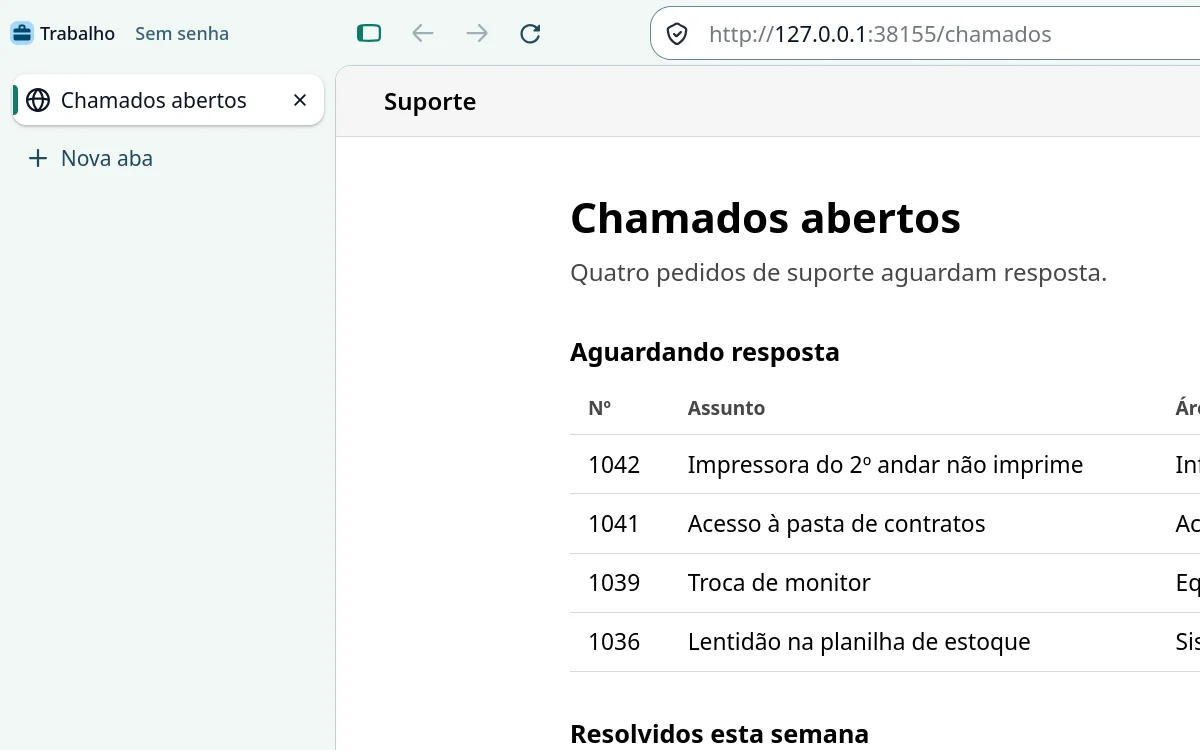 Trabalho Sem senha
http://127.0.0.1:38155/chamados
Chamados abertos
Nova aba
Suporte
Chamados abertos
Quatro pedidos de suporte aguardam resposta.
Aguardando resposta
Nº Assunto
1042 Impressora do 2º andar não imprime
1041 Acesso à pasta de contratos
1039 Troca de monitor
1036 Lentidão na planilha de estoque
Resolvidos esta semana